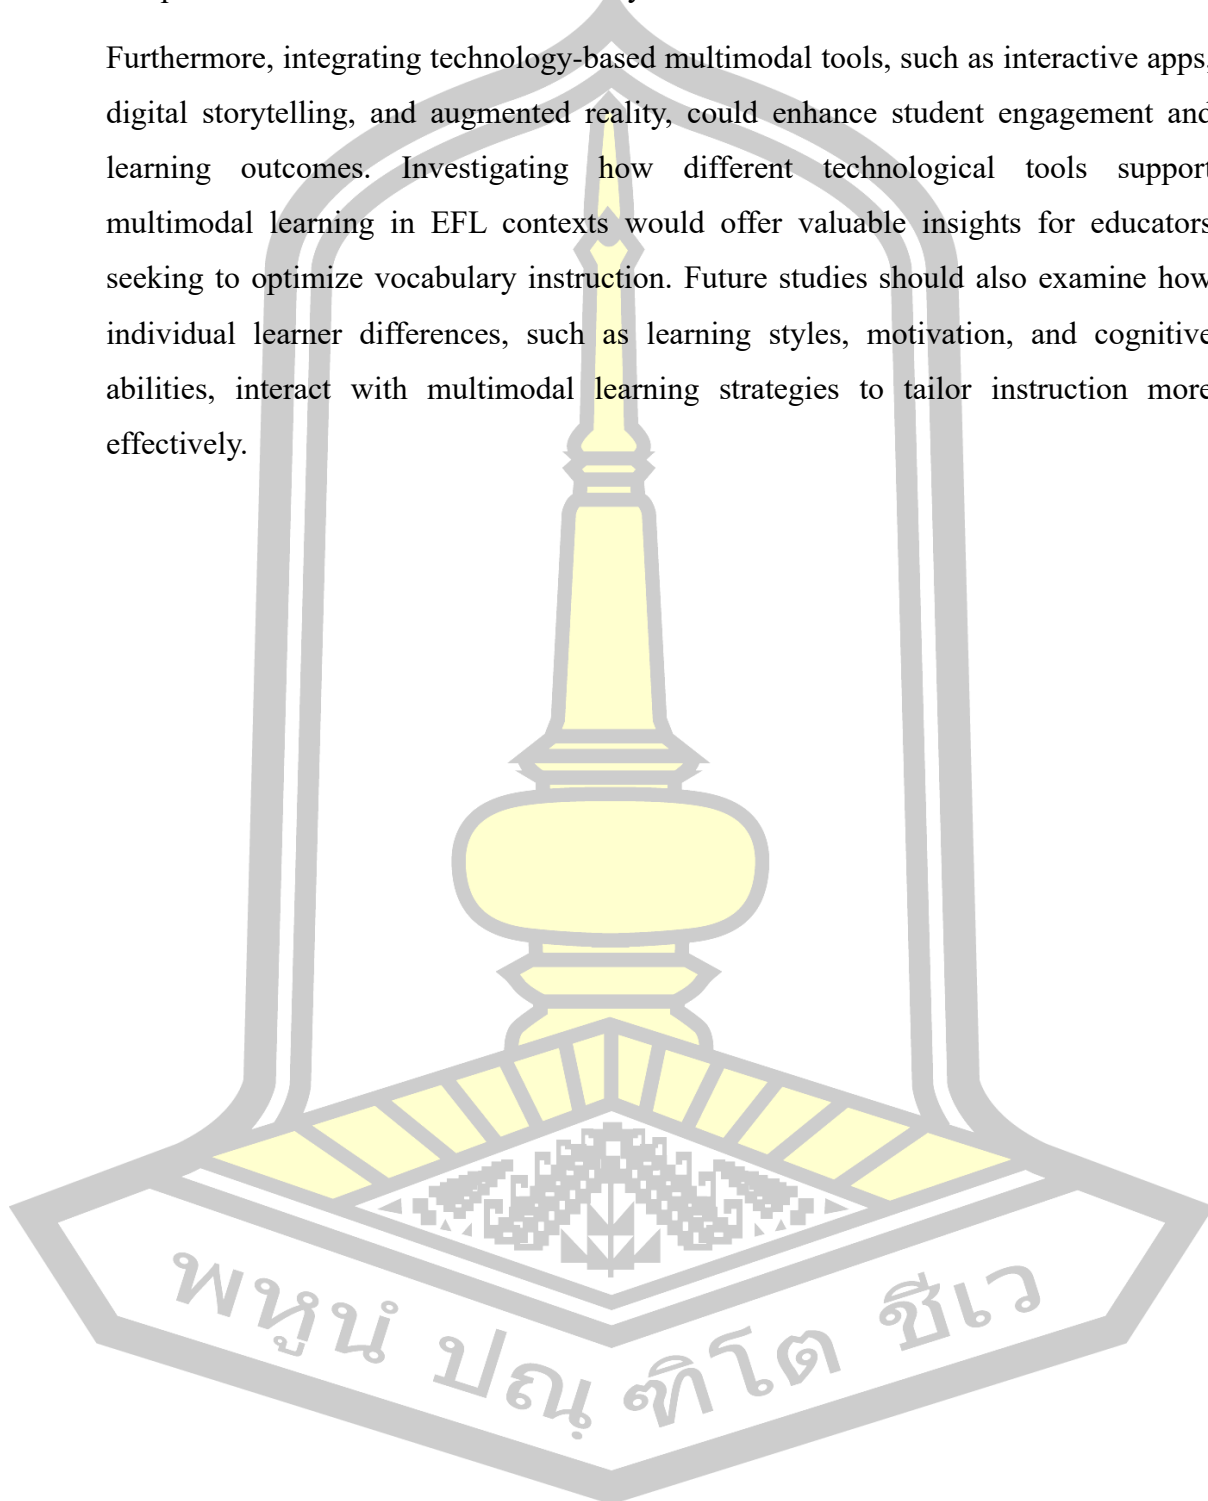 Furthermore, integrating technology-based multimodal tools, such as interactive apps,
digital storytelling, and augmented reality, could enhance student engagement and
learning outcomes. Investigating how different technological tools support
multimodal learning in EFL contexts would offer valuable insights for educators
seeking to optimize vocabulary instruction. Future studies should also examine how
individual learner differences, such as learning styles, motivation, and cognitive
abilities, interact with multimodal learning strategies to tailor instruction more
effectively.
พหูนํ ปณฺฑิโต ชีเว